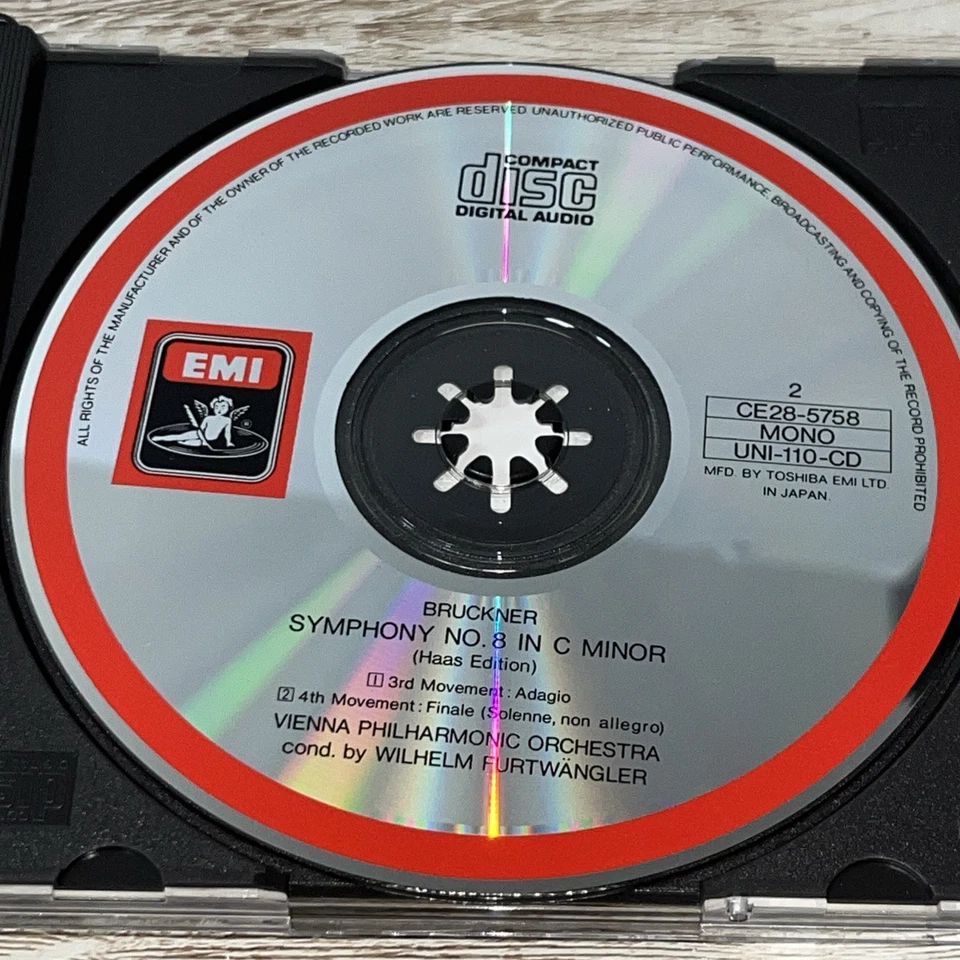 ALL RIGHTS OF THE MANUFACTURER AND OF THE OWNER OF THE RECORDED WORK ARE RESERVED UNAUTHORIZED PUBLIC PERFORMANCE. BROADCASTING AND COPYING OF THE RECORD PROHIBITED
COMPACT
disc
DIGITAL AUDIO
EMI
®
2
CE28-5758
MONO
UNI-110-CD
MFD. BY TOSHIBA EMI LTD.
IN JAPAN.
BRUCKNER
SYMPHONY NO. 8 IN C MINOR
(Haas Edition)
1 3rd Movement : Adagio
2 4th Movement : Finale (Solenne, non allegro)
VIENNA PHILHARMONIC ORCHESTRA
cond. by WILHELM FURTWÄNGLER